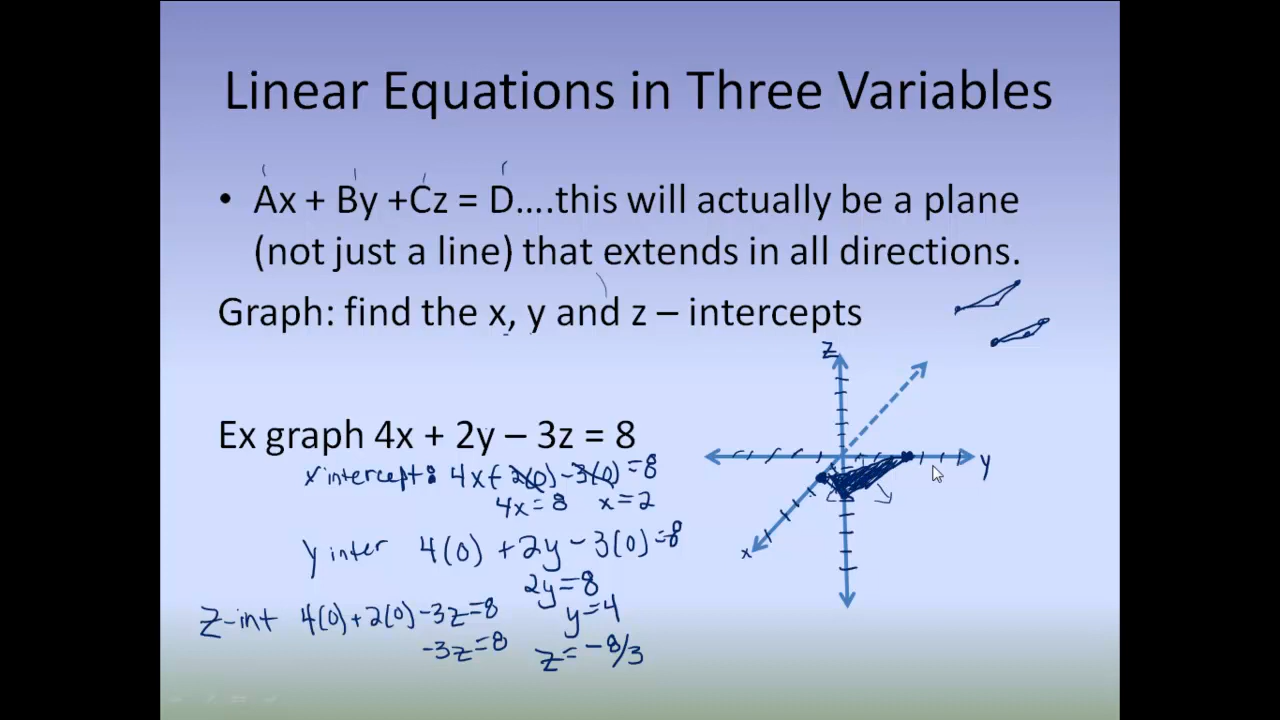 Linear Equations in Three Variables
• Ax + By +Cz = D....this will actually be a plane
(not just a line) that extends in all directions.
Graph: find the x, y and z – intercepts
Z
Ex graph 4x + 2y – 3z = 8
y
x intercept: 4x + 2(0) - 3(0) = 8
4x = 8 x = 2
x
y inter 4(0) + 2y - 3(0) = 8
2y = 8
Z-int 4(0) + 2(0) - 3z = 8
y = 4
-3z = 8 z = -8/3